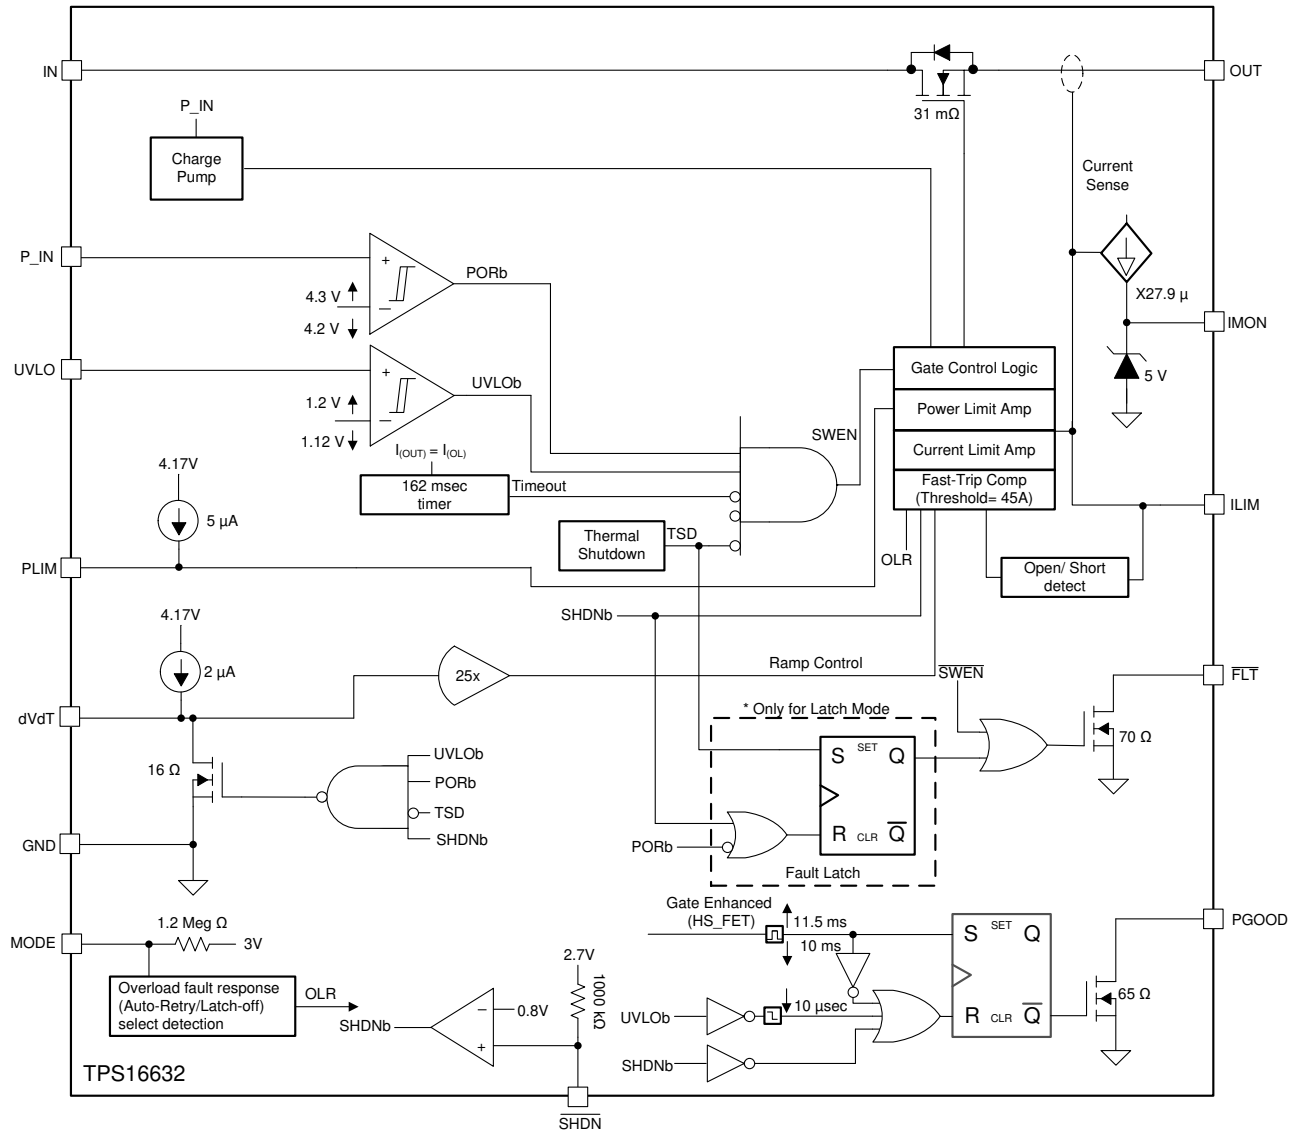 IN
OUT
31 mΩ
P_IN
Charge
Pump
Current
Sense
P_IN
+
−
PORb
4.3 V
4.2 V
X27.9 µ
IMON
5 V
UVLO
+
−
UVLOb
1.2 V
1.12 V
Gate Control Logic
Power Limit Amp
Current Limit Amp
Fast-Trip Comp
(Threshold= 45A)
SWEN
I(OUT) = I(OL)
162 msec
timer
Timeout
4.17V
5 µA
PLIM
Thermal
Shutdown
TSD
OLR
ILIM
Open/ Short
detect
SHDNb
4.17V
2 µA
dVdT
25x
Ramp Control
SWEN
FLT
70 Ω
* Only for Latch Mode
S
SET
Q
R
CLR
Q
PORb
Fault Latch
16 Ω
UVLOb
PORb
TSD
SHDNb
GND
MODE
1.2 Meg Ω
3V
Overload fault response
(Auto-Retry/Latch-off)
select detection
OLR
SHDNb
−
+
0.8V
2.7V
1000 kΩ
SHDN
Gate Enhanced
(HS_FET)
11.5 ms
10 ms
UVLOb
10 µsec
SHDNb
S
SET
Q
R
CLR
Q
65 Ω
PGOOD
TPS16632